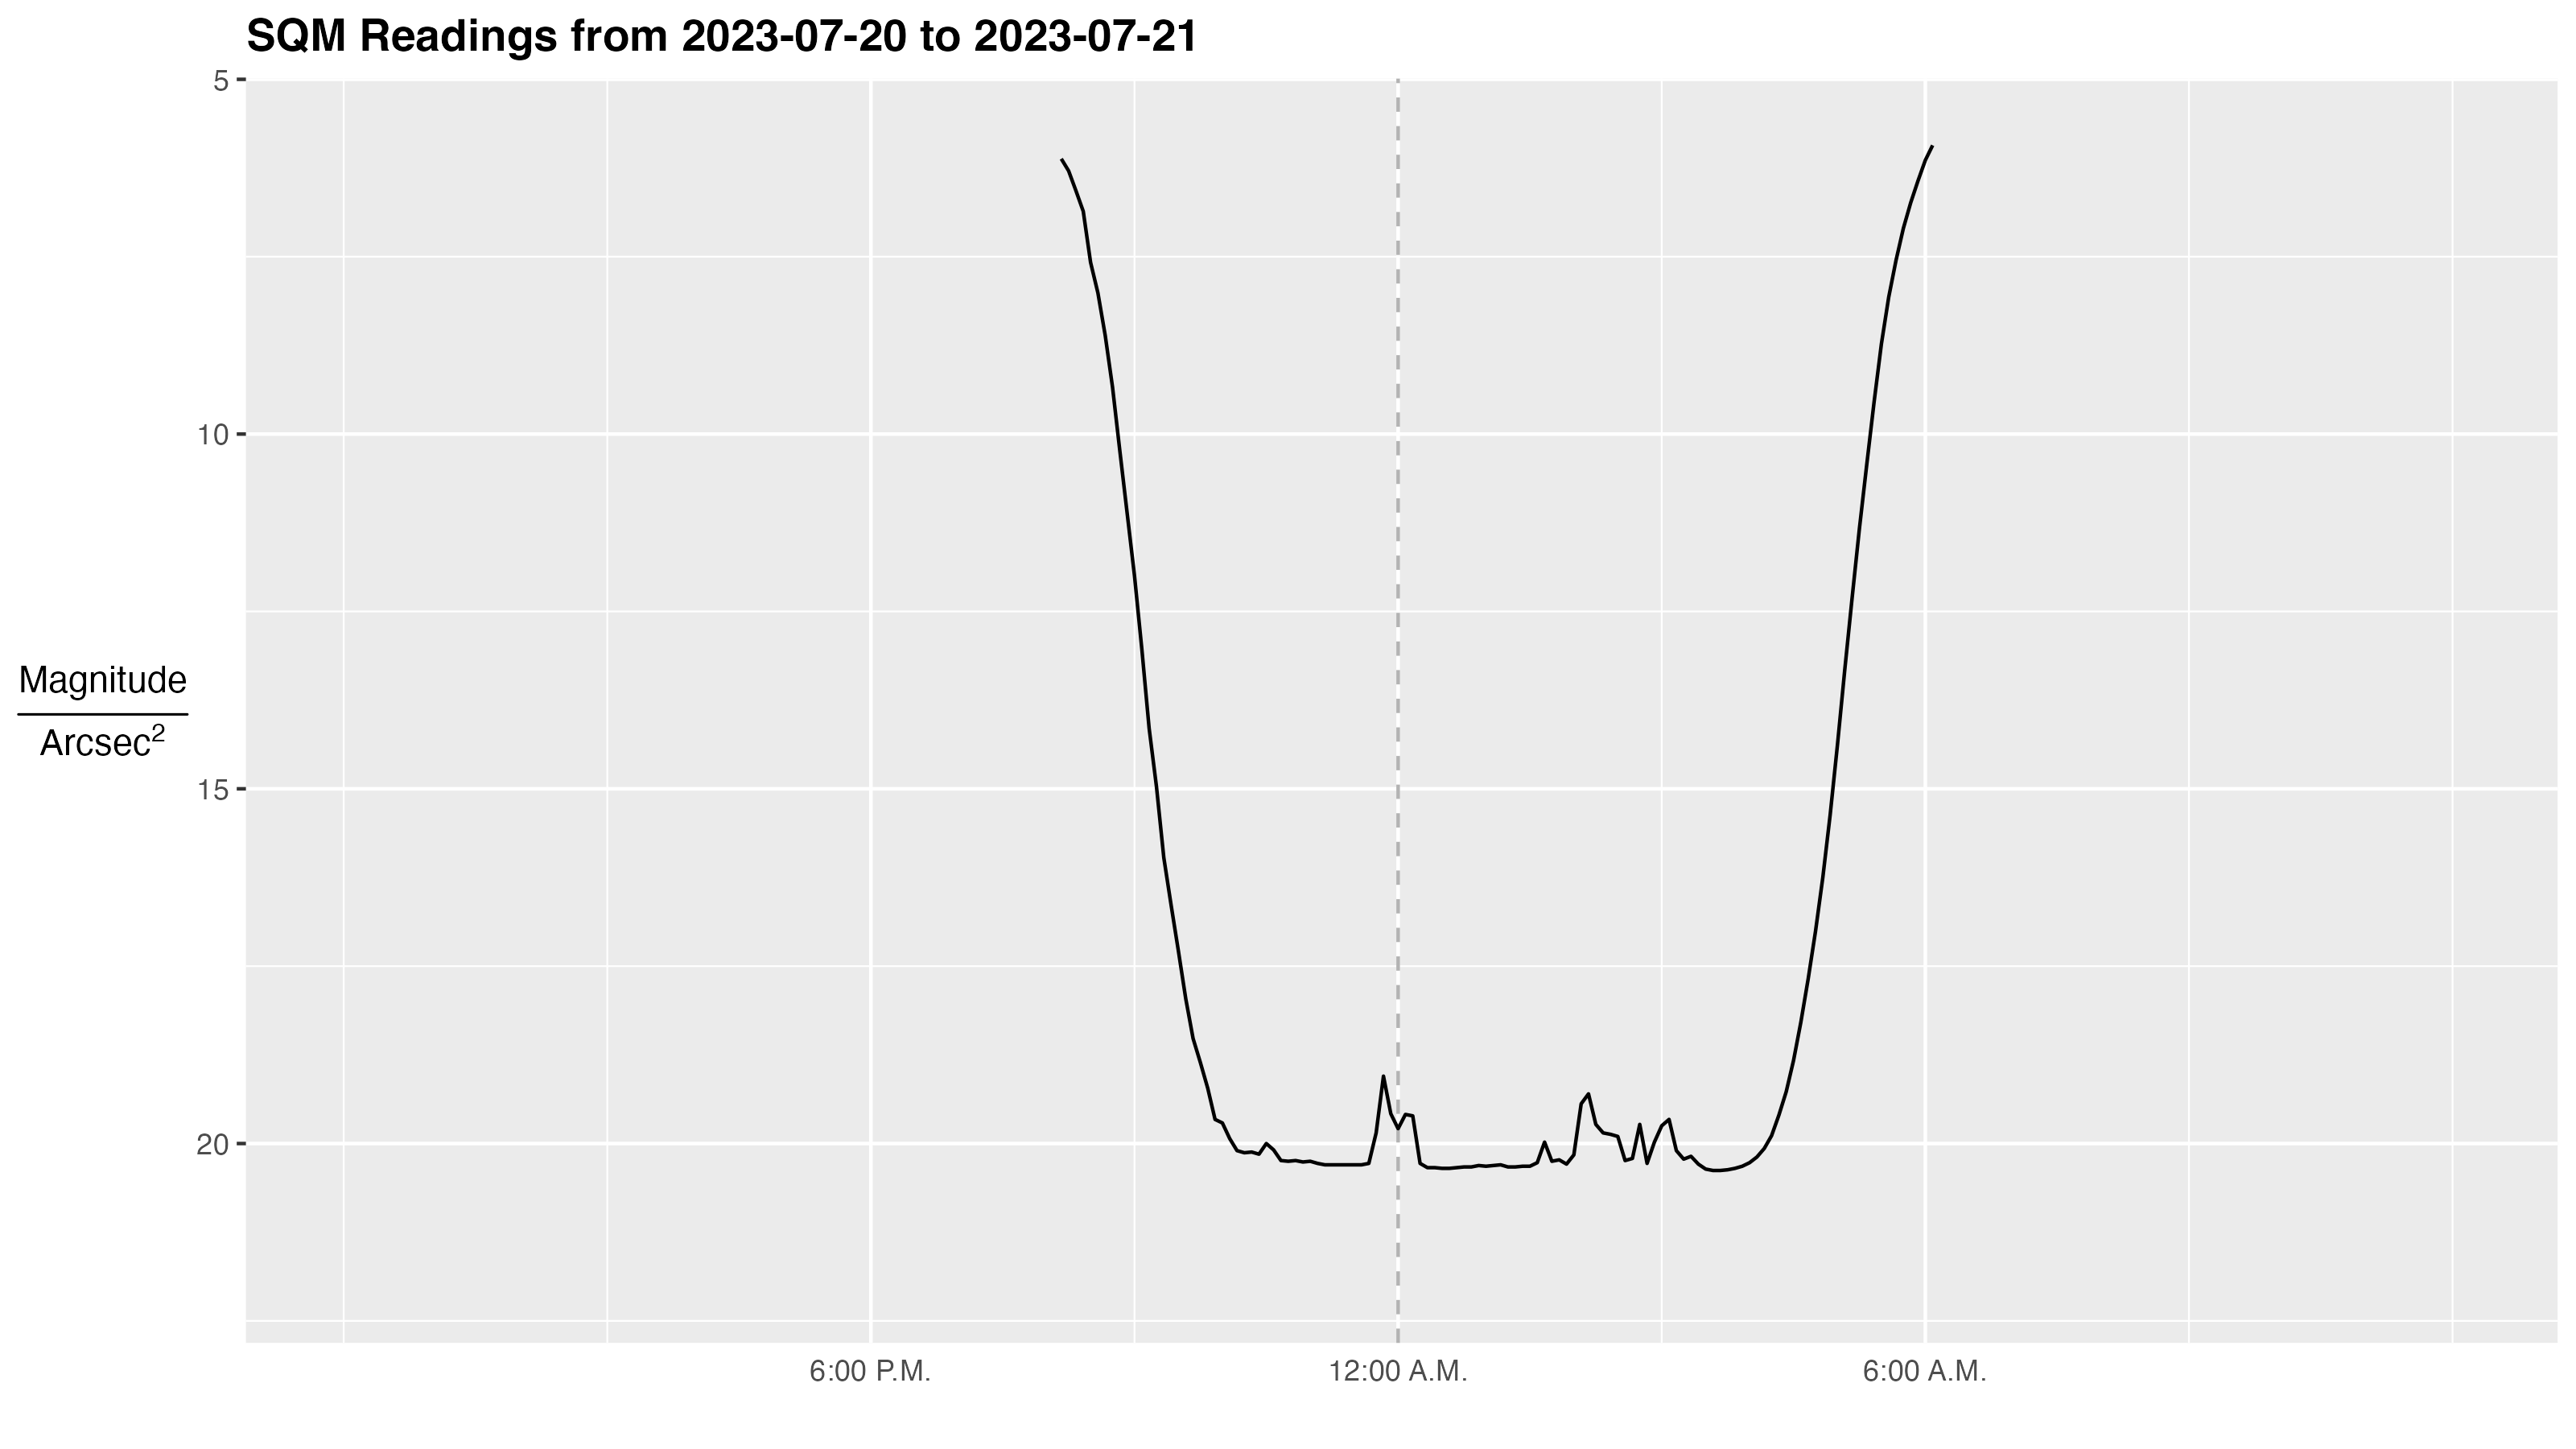 SQM Readings from 2023-07-20 to 2023-07-21
5
10
15
20
Magnitude
Arcsec²
6:00 P.M. 12:00 A.M. 6:00 A.M.